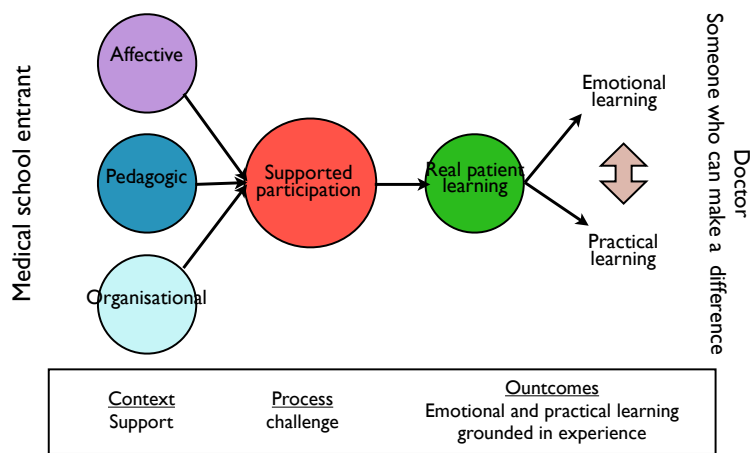 Medical school entrant
Affective
Pedagogic
Organisational
Supported
participation
Real patient
learning
Emotional
learning
Practical
learning
Doctor
Someone who can make a difference
Context
Support
Process
challenge
Ountcomes
Emotional and practical learning
grounded in experience